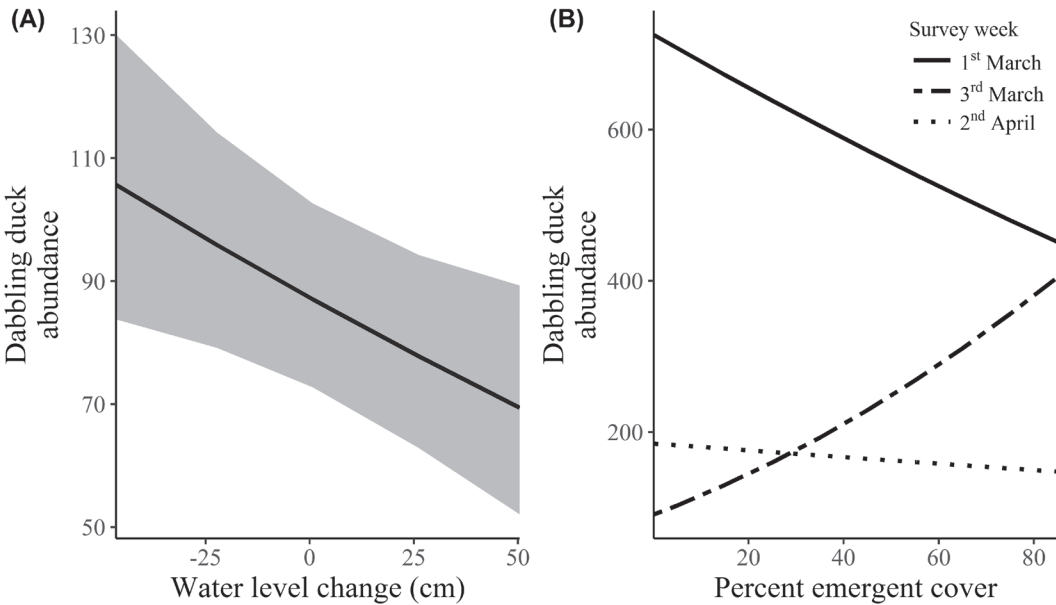 (A)
130
110
90
70
50
Dabbling duck
abundance
-25
0
25
50
Water level change (cm)
(B)
600
400
200
Dabbling duck
abundance
20
40
60
80
Percent emergent cover
Survey week
1st March
3rd March
2nd April